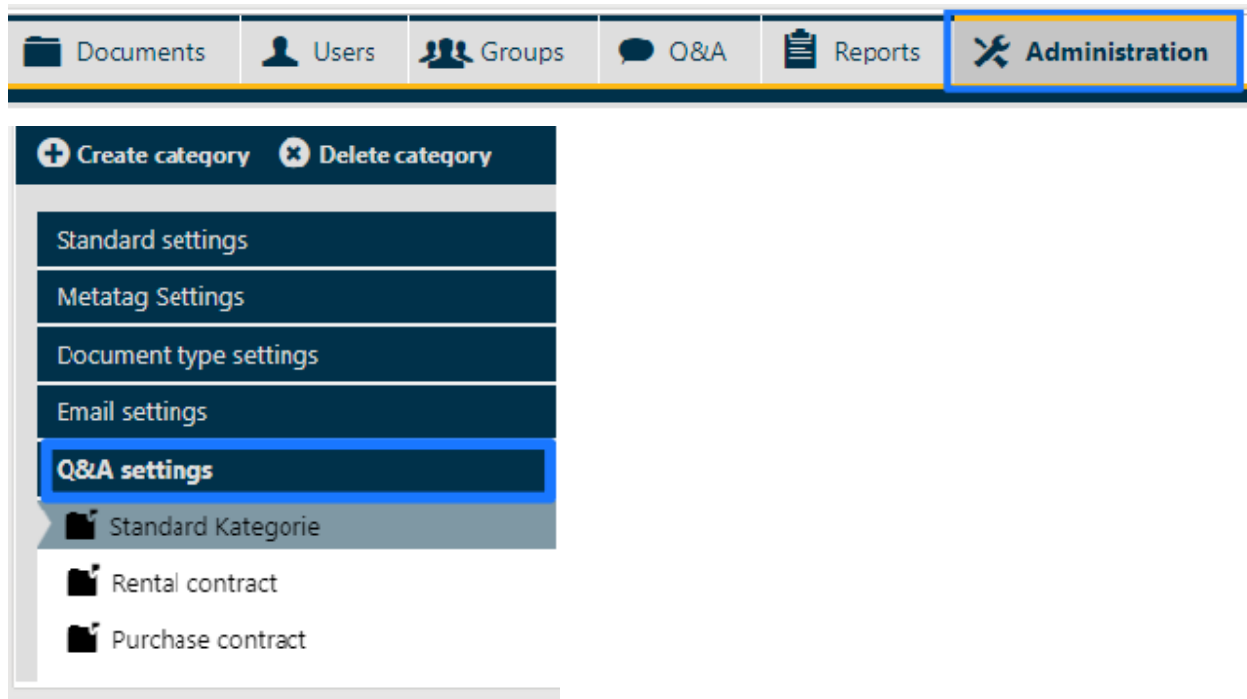 Documents Users Groups Q&A Reports Administration
Create category Delete category
Standard settings
Metatag Settings
Document type settings
Email settings
Q&A settings
Standard Kategorie
Rental contract
Purchase contract